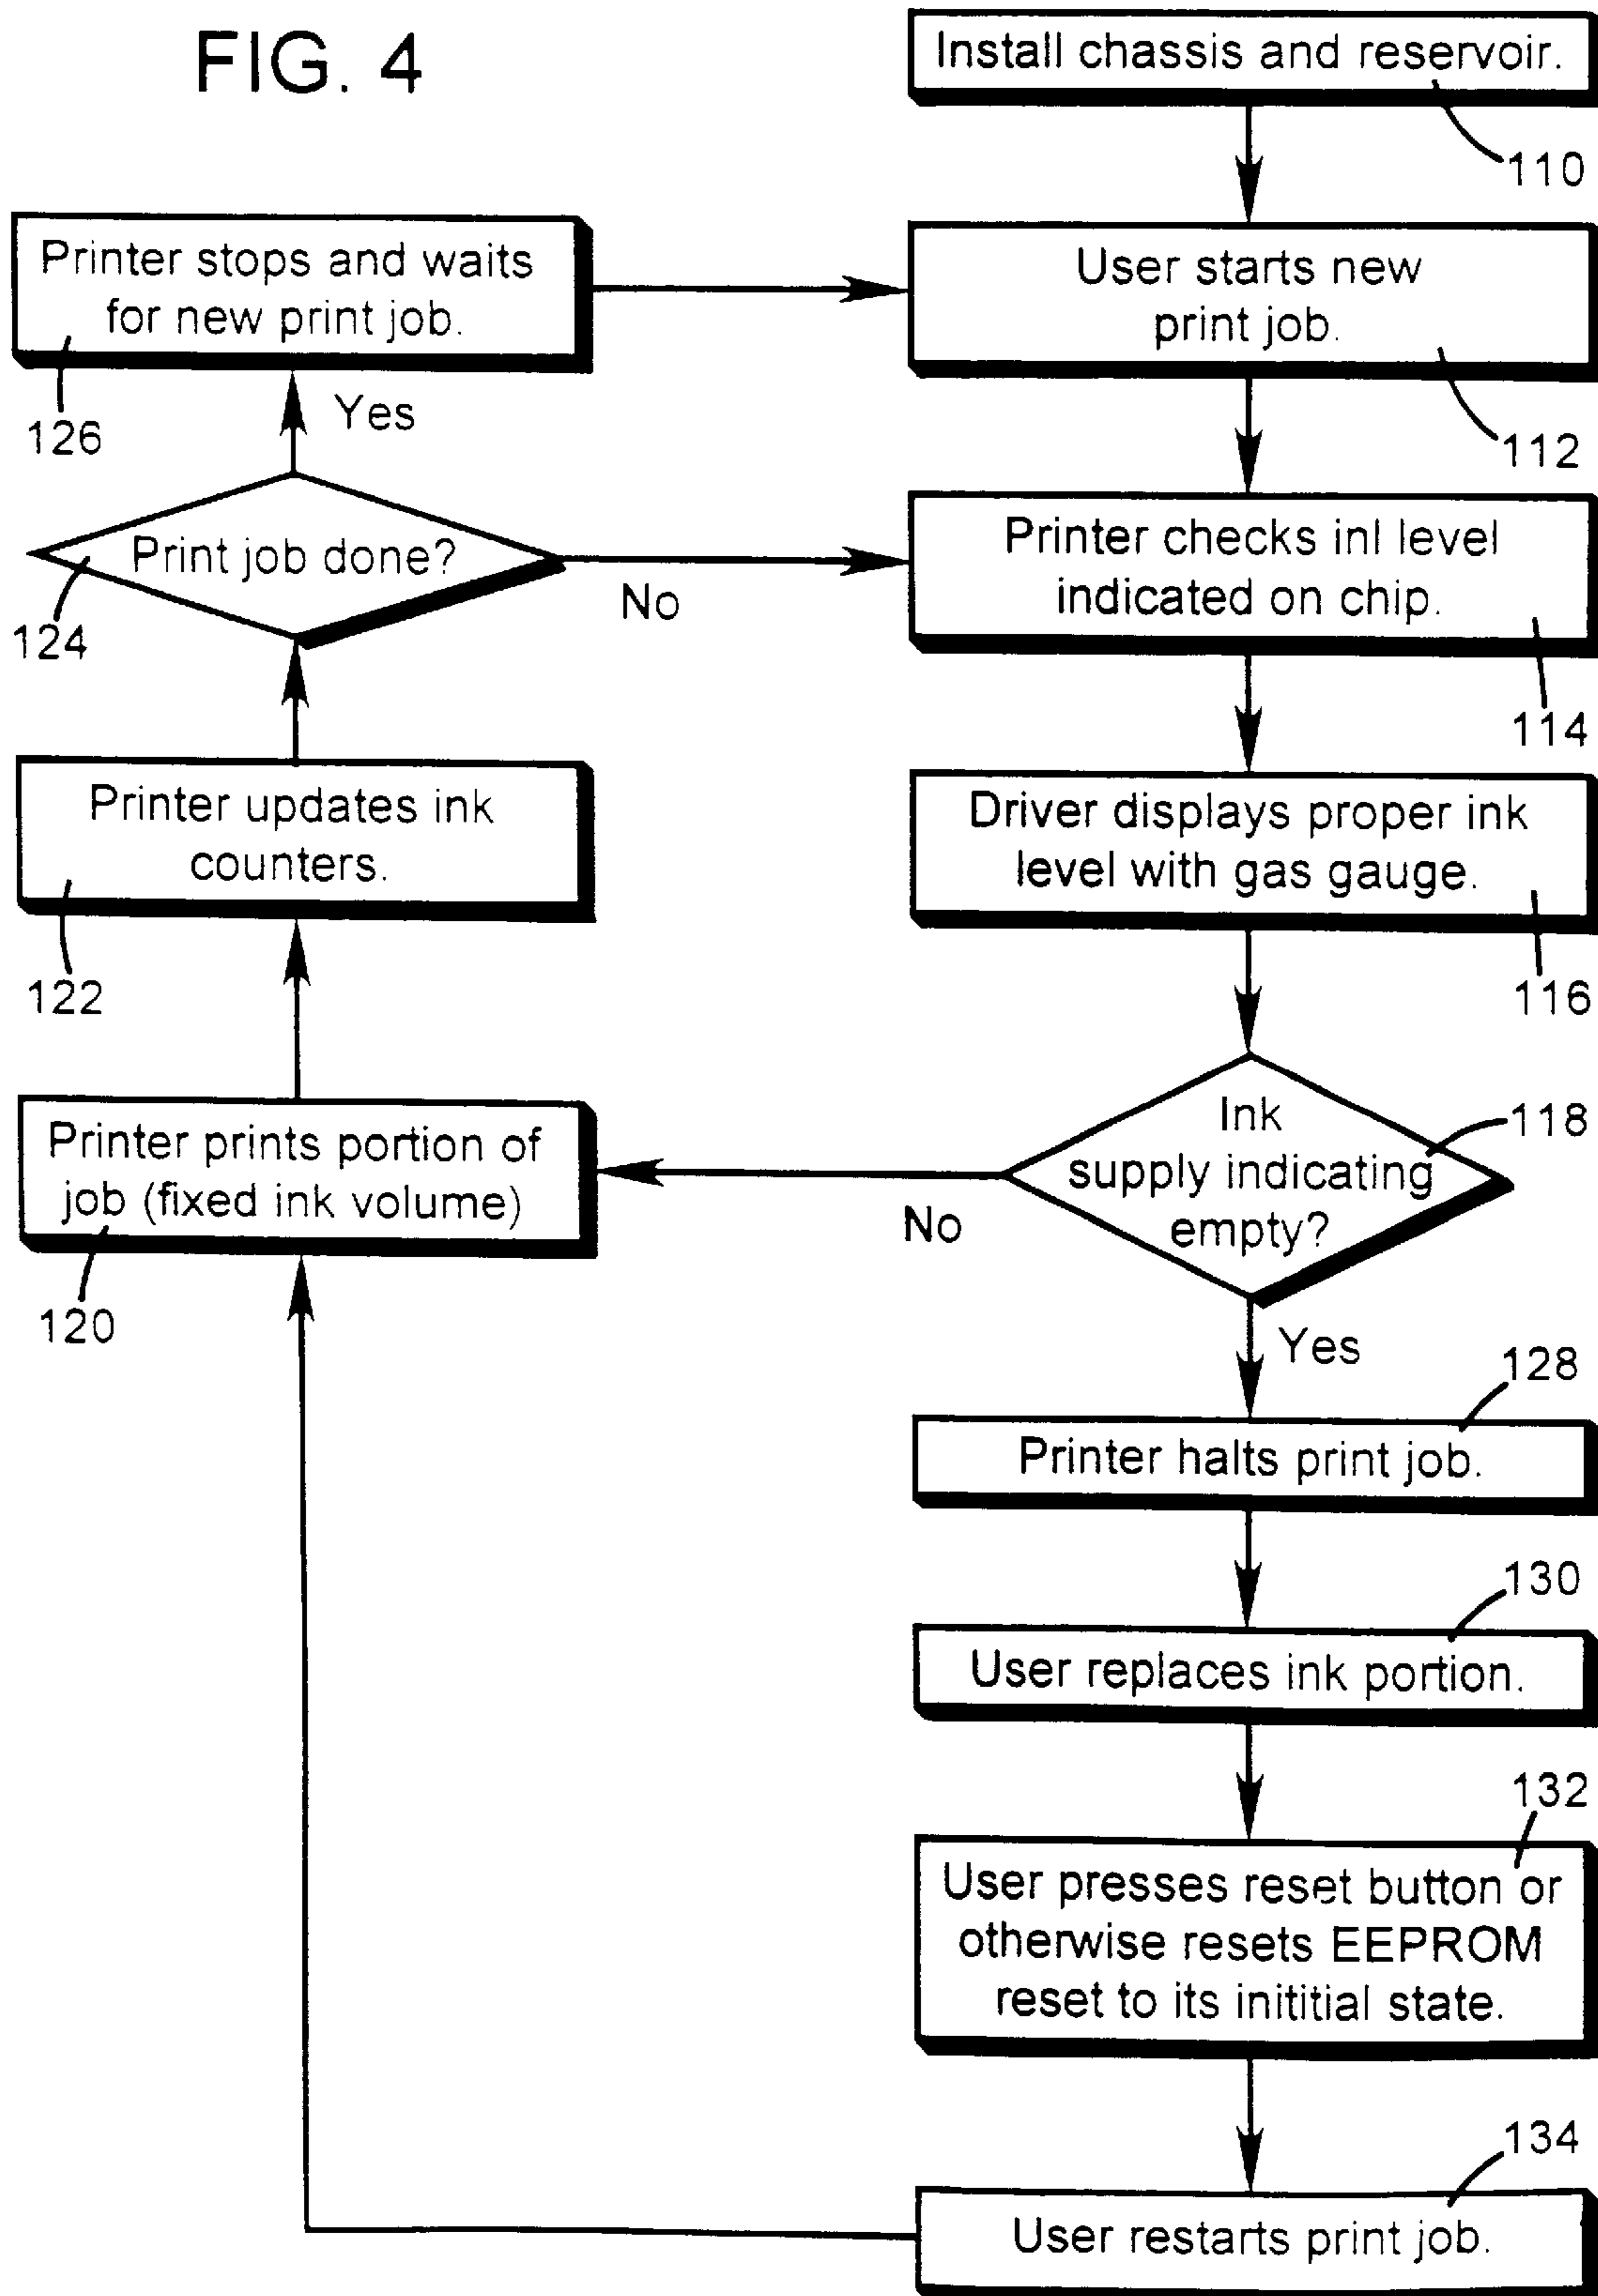 FIG. 4
Install chassis and reservoir.
110
Printer stops and waits
for new print job.
126
User starts new
print job.
112
Yes
Print job done?
124
No
Printer checks inl level
indicated on chip.
114
Printer updates ink
counters.
122
Driver displays proper ink
level with gas gauge.
116
Printer prints portion of
job (fixed ink volume)
120
Ink
supply indicating
empty?
118
No
Yes
128
Printer halts print job.
130
User replaces ink portion.
132
User presses reset button or
otherwise resets EEPROM
reset to its inititial state.
134
User restarts print job.